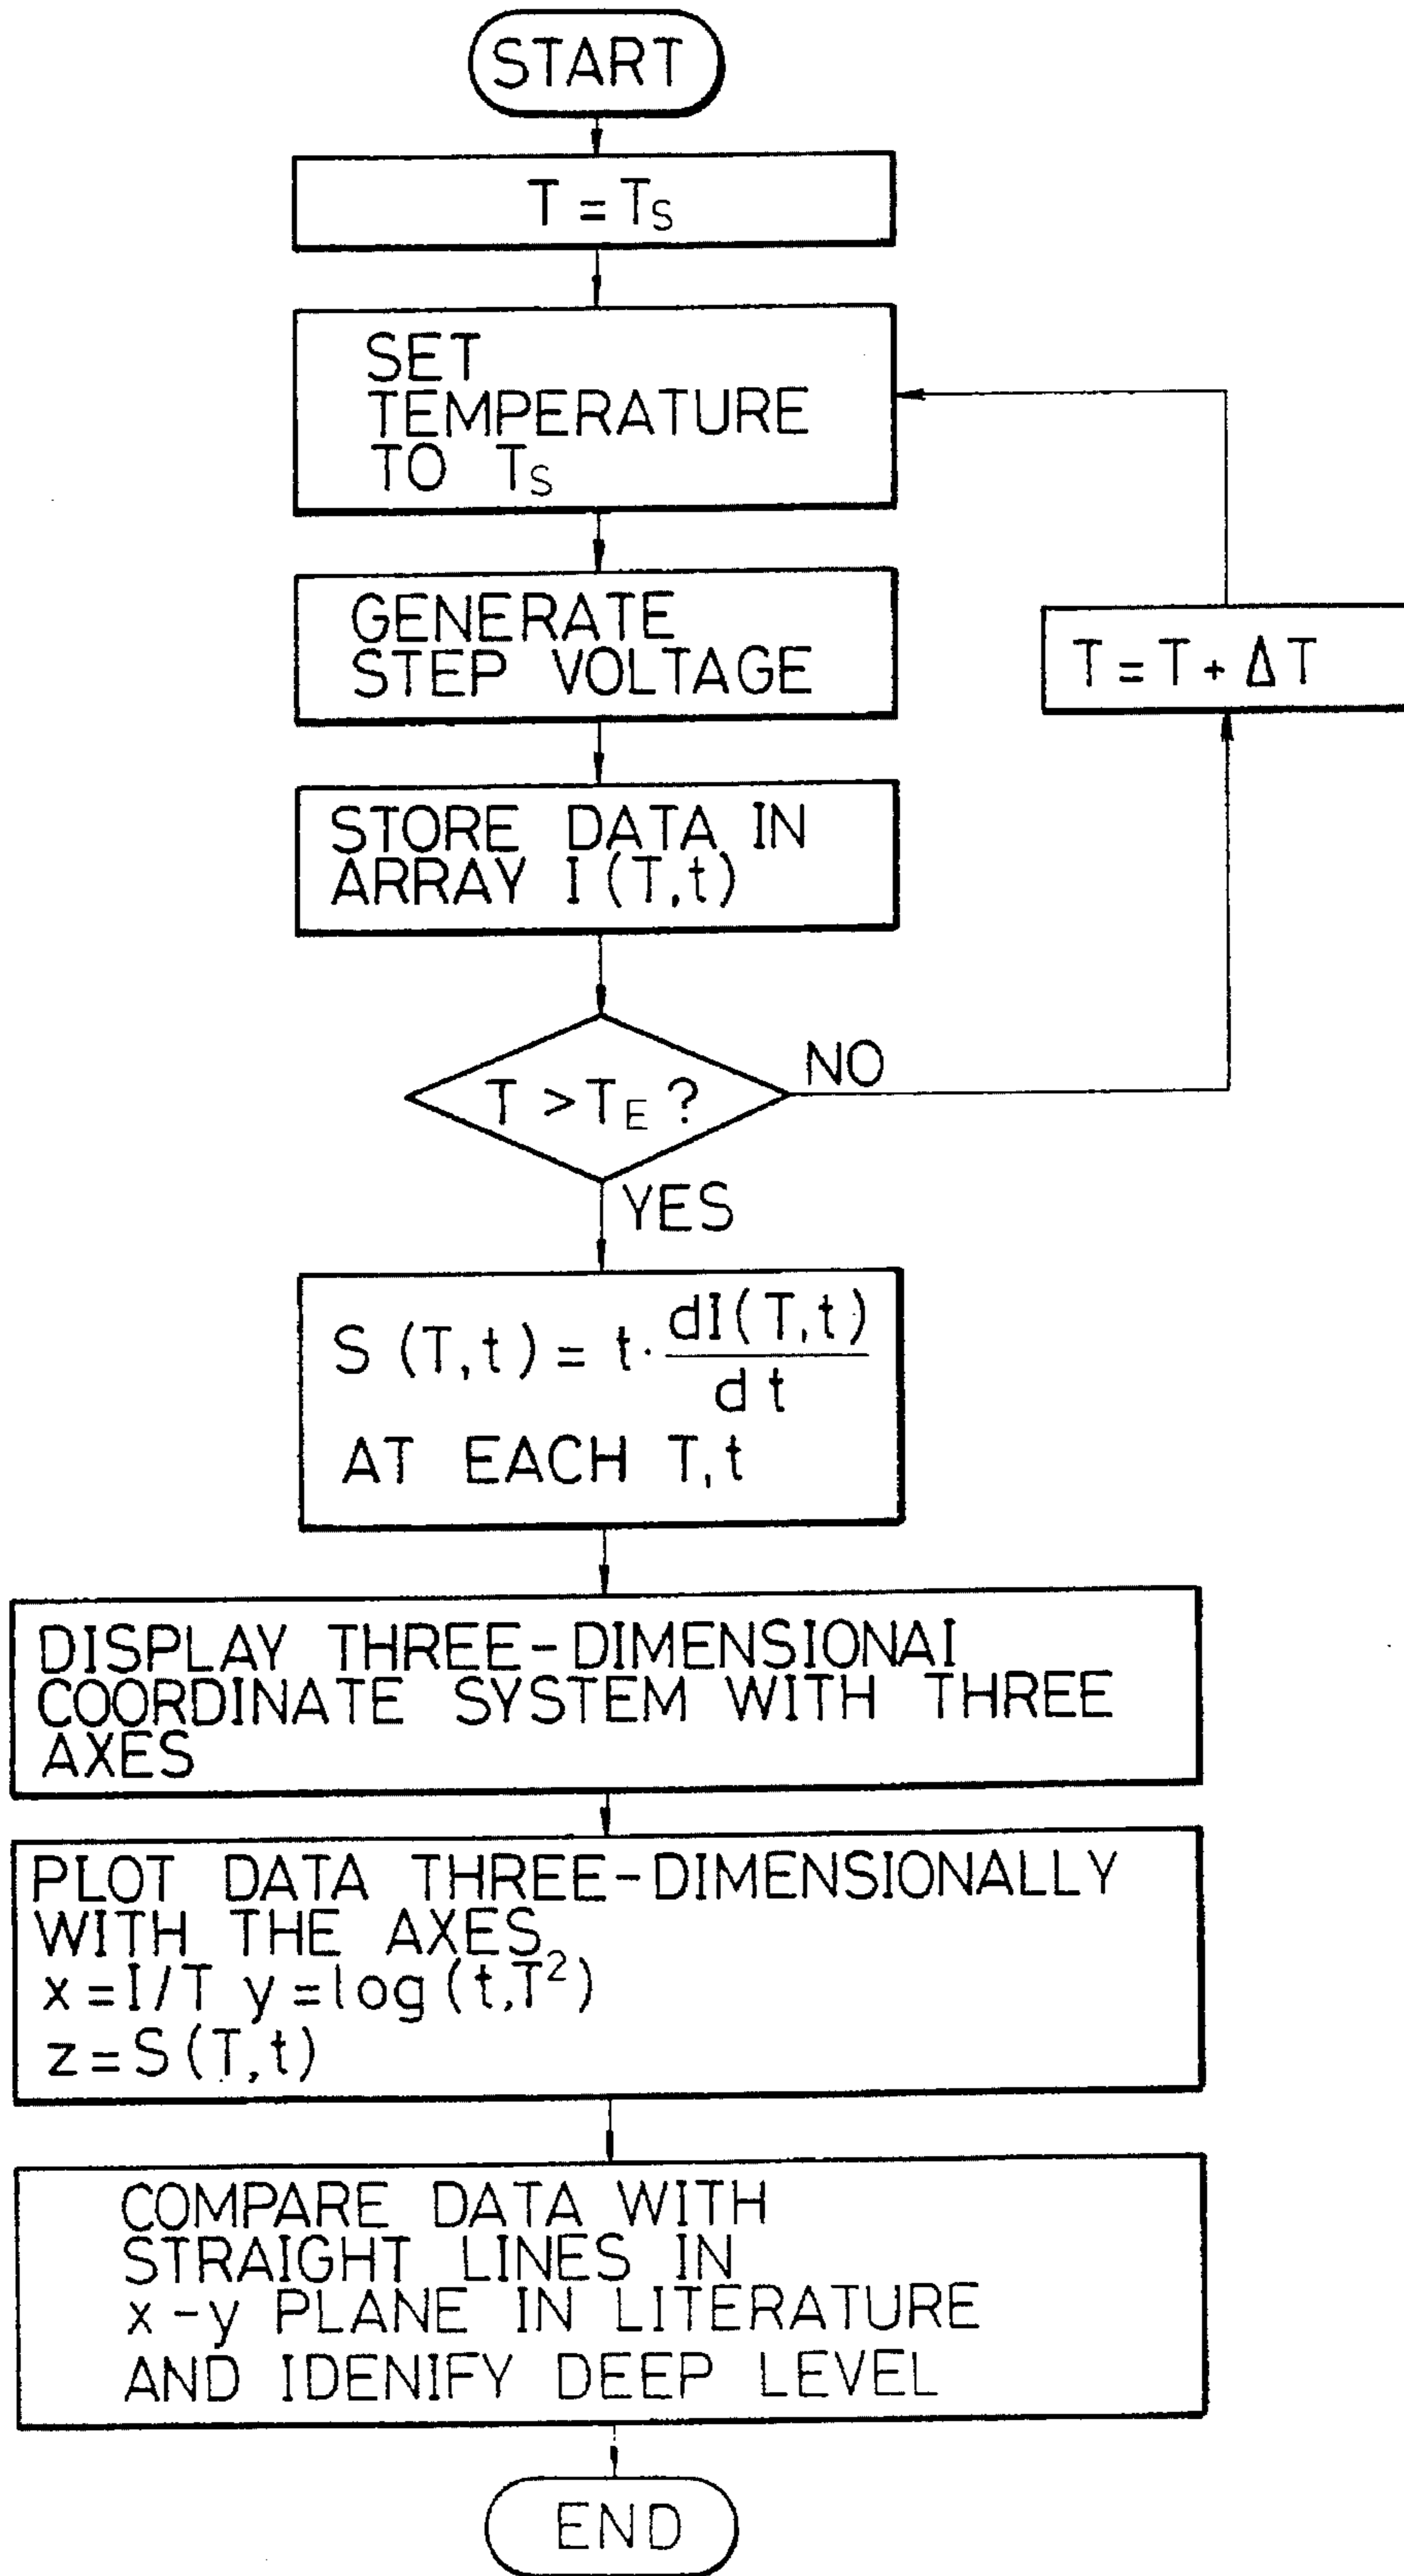 START
T = TS
SET
TEMPERATURE
TO TS
GENERATE
STEP VOLTAGE
T = T + ΔT
STORE DATA IN
ARRAY I (T,t)
T > TE ?
NO
YES
S (T,t) = t · dI(T,t)/dt
AT EACH T,t
DISPLAY THREE-DIMENSIONAI
COORDINATE SYSTEM WITH THREE
AXES
PLOT DATA THREE-DIMENSIONALLY
WITH THE AXES
x = I/T y = log (t,T²)
z = S (T,t)
COMPARE DATA WITH
STRAIGHT LINES IN
x - y PLANE IN LITERATURE
AND IDENIFY DEEP LEVEL
END